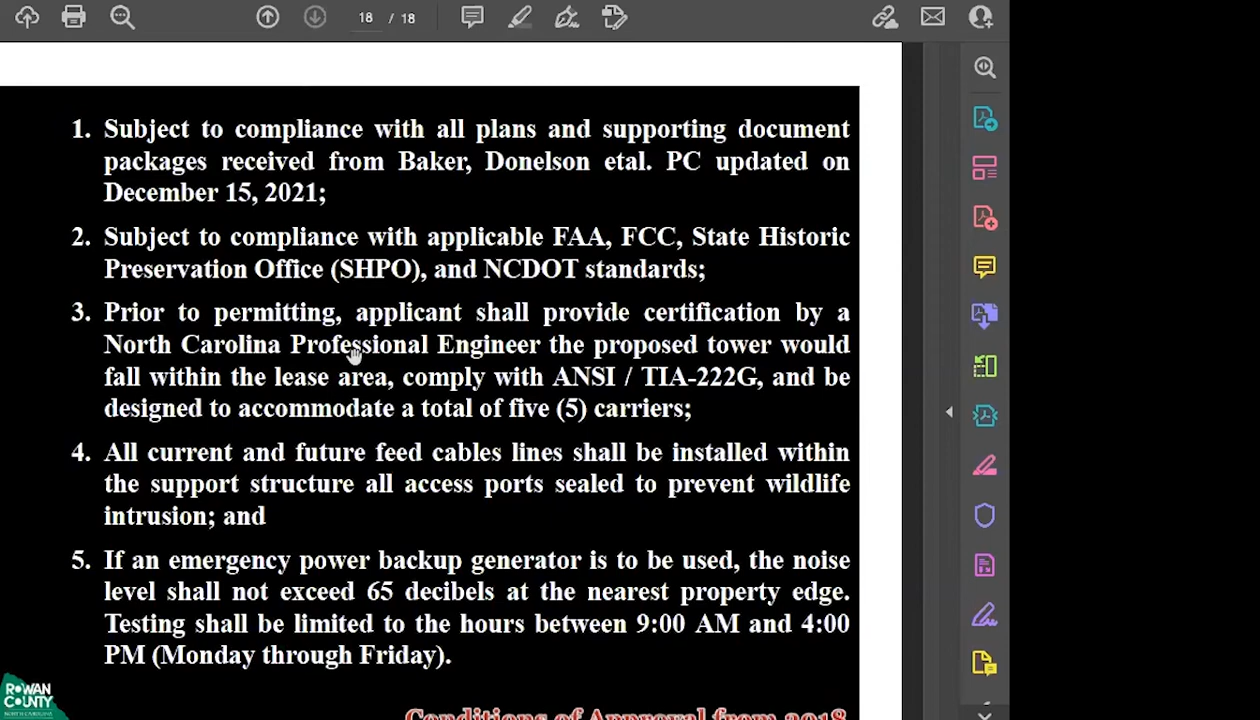 18 / 18
1. Subject to compliance with all plans and supporting document
packages received from Baker, Donelson etal. PC updated on
December 15, 2021;
2. Subject to compliance with applicable FAA, FCC, State Historic
Preservation Office (SHPO), and NCDOT standards;
3. Prior to permitting, applicant shall provide certification by a
North Carolina Professional Engineer the proposed tower would
fall within the lease area, comply with ANSI / TIA-222G, and be
designed to accommodate a total of five (5) carriers;
4. All current and future feed cables lines shall be installed within
the support structure all access ports sealed to prevent wildlife
intrusion; and
5. If an emergency power backup generator is to be used, the noise
level shall not exceed 65 decibels at the nearest property edge.
Testing shall be limited to the hours between 9:00 AM and 4:00
PM (Monday through Friday).
ROWAN
COUNTY
NORTH CAROLINA
Conditions of Approval from 2018